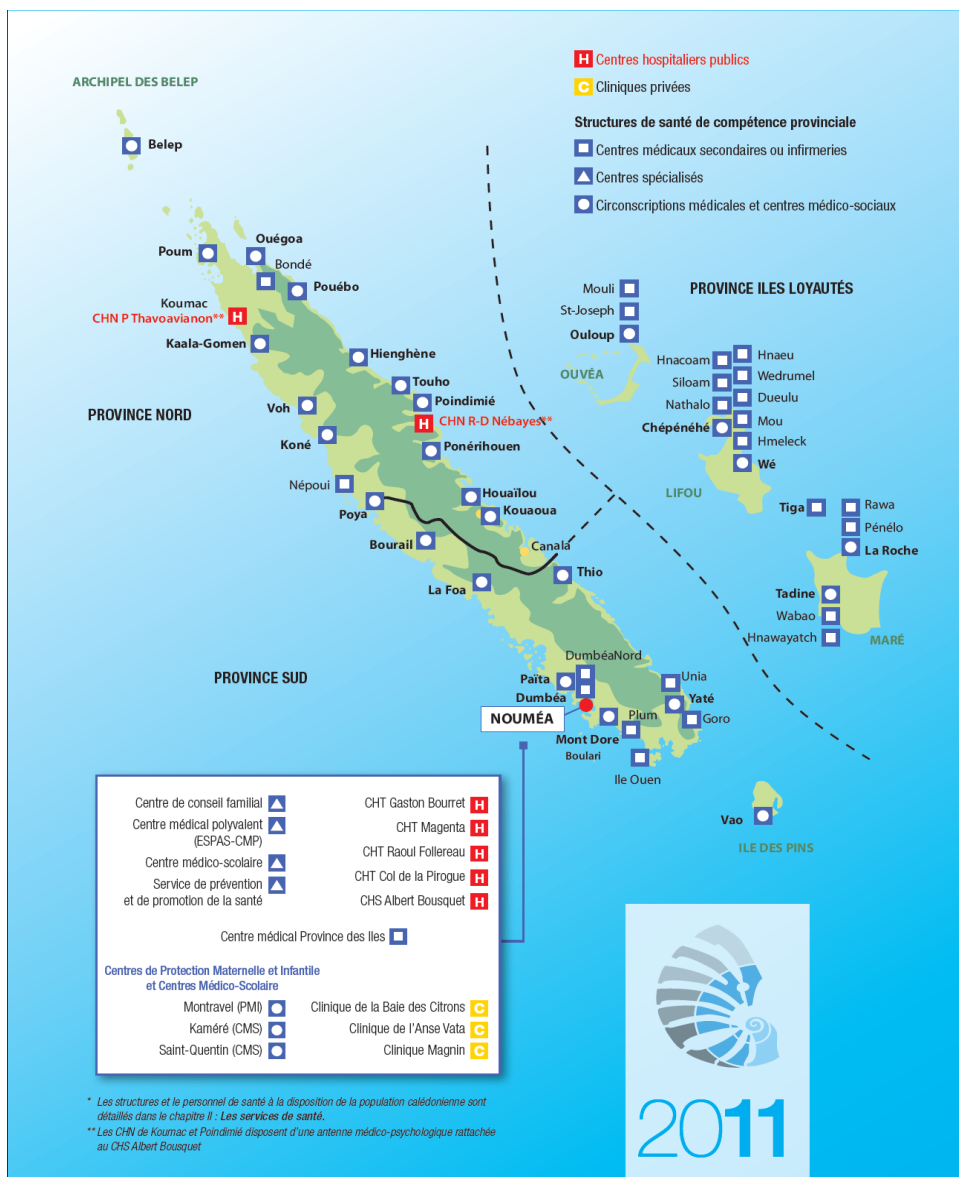 H Centres hospitaliers publics
C Cliniques privées
Structures de santé de compétence provinciale
Centres médicaux secondaires ou infirmeries
Centres spécialisés
Circonscriptions médicales et centres médico-sociaux
ARCHIPEL DES BELEP
Belep
Poum
Ouégoa
Bondé
Pouébo
Koumac
CHN P Thavoavianon** H
Kaala-Gomen
Hienghène
Touho
Poindimié
H CHN R-D Nébayes**
Voh
Koné
Ponérihouen
Népoui
Poya
Houaïlou
Kouaoua
Bourail
Canala
La Foa
Thio
PROVINCE NORD
PROVINCE SUD
PROVINCE ILES LOYAUTÉS
Mouli
St-Joseph
Ouloup
OUVÉA
Hnacoam
Siloam
Nathalo
Chépénéhé
Hnaeu
Wedrumel
Dueulu
Mou
Hmeleck
Wé
LIFOU
Tiga
Rawa
Pénélo
La Roche
Tadine
Wabao
Hnawayatch
MARÉ
DumbéaNord
Païta
Dumbéa
NOUMÉA
Unia
Yaté
Goro
Plum
Mont Dore
Boulari
Ile Ouen
Vao
ILE DES PINS
Centre de conseil familial
Centre médical polyvalent
(ESPAS-CMP)
Centre médico-scolaire
Service de prévention
et de promotion de la santé
CHT Gaston Bourret H
CHT Magenta H
CHT Raoul Follereau H
CHT Col de la Pirogue H
CHS Albert Bousquet H
Centre médical Province des Iles
Centres de Protection Maternelle et Infantile
et Centres Médico-Scolaire
Montravel (PMI)
Kaméré (CMS)
Saint-Quentin (CMS)
Clinique de la Baie des Citrons C
Clinique de l'Anse Vata C
Clinique Magnin C
* Les structures et le personnel de santé à la disposition de la population calédonienne sont
détaillés dans le chapitre II : Les services de santé.
** Les CHN de Koumac et Poindimié disposent d'une antenne médico-psychologique rattachée
au CHS Albert Bousquet
2011